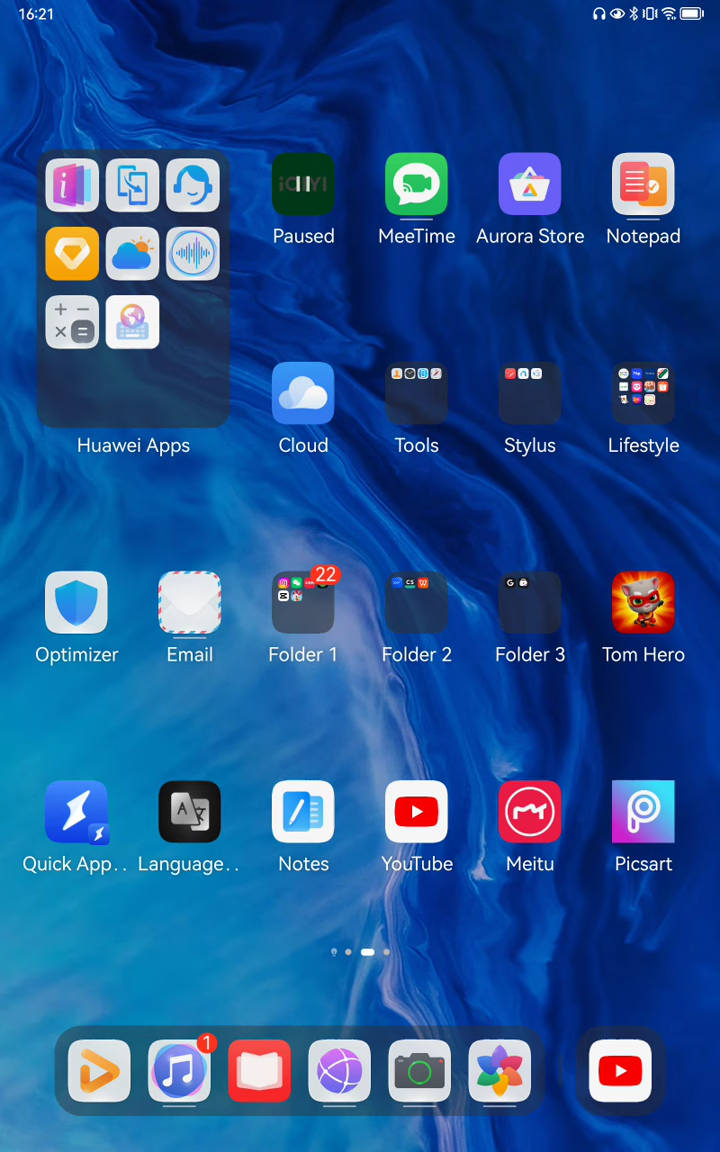 16:21
iQIYI
Paused
MeeTime
Aurora Store
Notepad
Huawei Apps
Cloud
Tools
Stylus
Lifestyle
22
Optimizer
Email
Folder 1
Folder 2
Folder 3
Tom Hero
Quick App..
Language..
Notes
YouTube
Meitu
Picsart
1